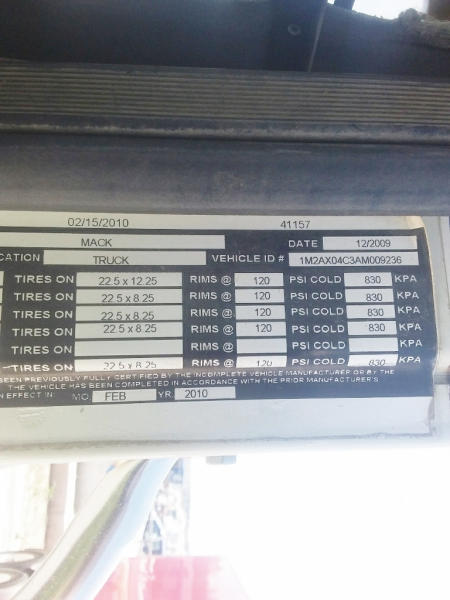 02/15/2010 41157
MACK DATE 12/2009
CATION TRUCK VEHICLE ID # 1M2AX04C3AM009236
TIRES ON 22.5 x 12.25 RIMS @ 120 PSI COLD 830 KPA
TIRES ON 22.5 x 8.25 RIMS @ 120 PSI COLD 830 KPA
TIRES ON 22.5 x 8.25 RIMS @ 120 PSI COLD 830 KPA
TIRES ON 22.5 x 8.25 RIMS @ 120 PSI COLD 830 KPA
TIRES ON RIMS @ PSI COLD KPA
TIRES ON 22.5 x 8.25 RIMS @ 120 PSI COLD 830 KPA
BEEN PREVIOUSLY FULLY CERTIFIED BY THE INCOMPLETE VEHICLE MANUFACTURER OR BY THE
THE VEHICLE HAS BEEN COMPLETED IN ACCORDANCE WITH THE PRIOR MANUFACTURER'S
N EFFECT IN: MO. FEB YR. 2010